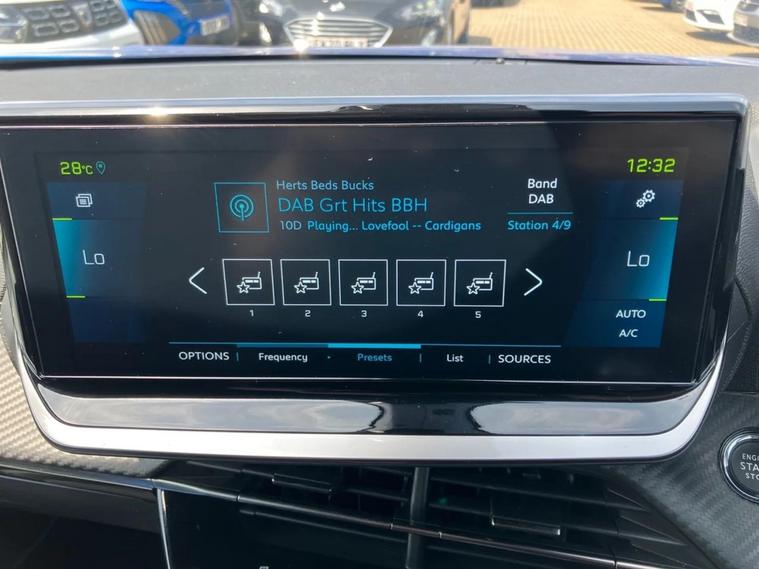 28°C
12:32
Herts Beds Bucks
DAB Grt Hits BBH
10D Playing... Lovefool -- Cardigans
Band
DAB
Station 4/9
Lo
Lo
1 2 3 4 5
AUTO
A/C
OPTIONS Frequency Presets List SOURCES